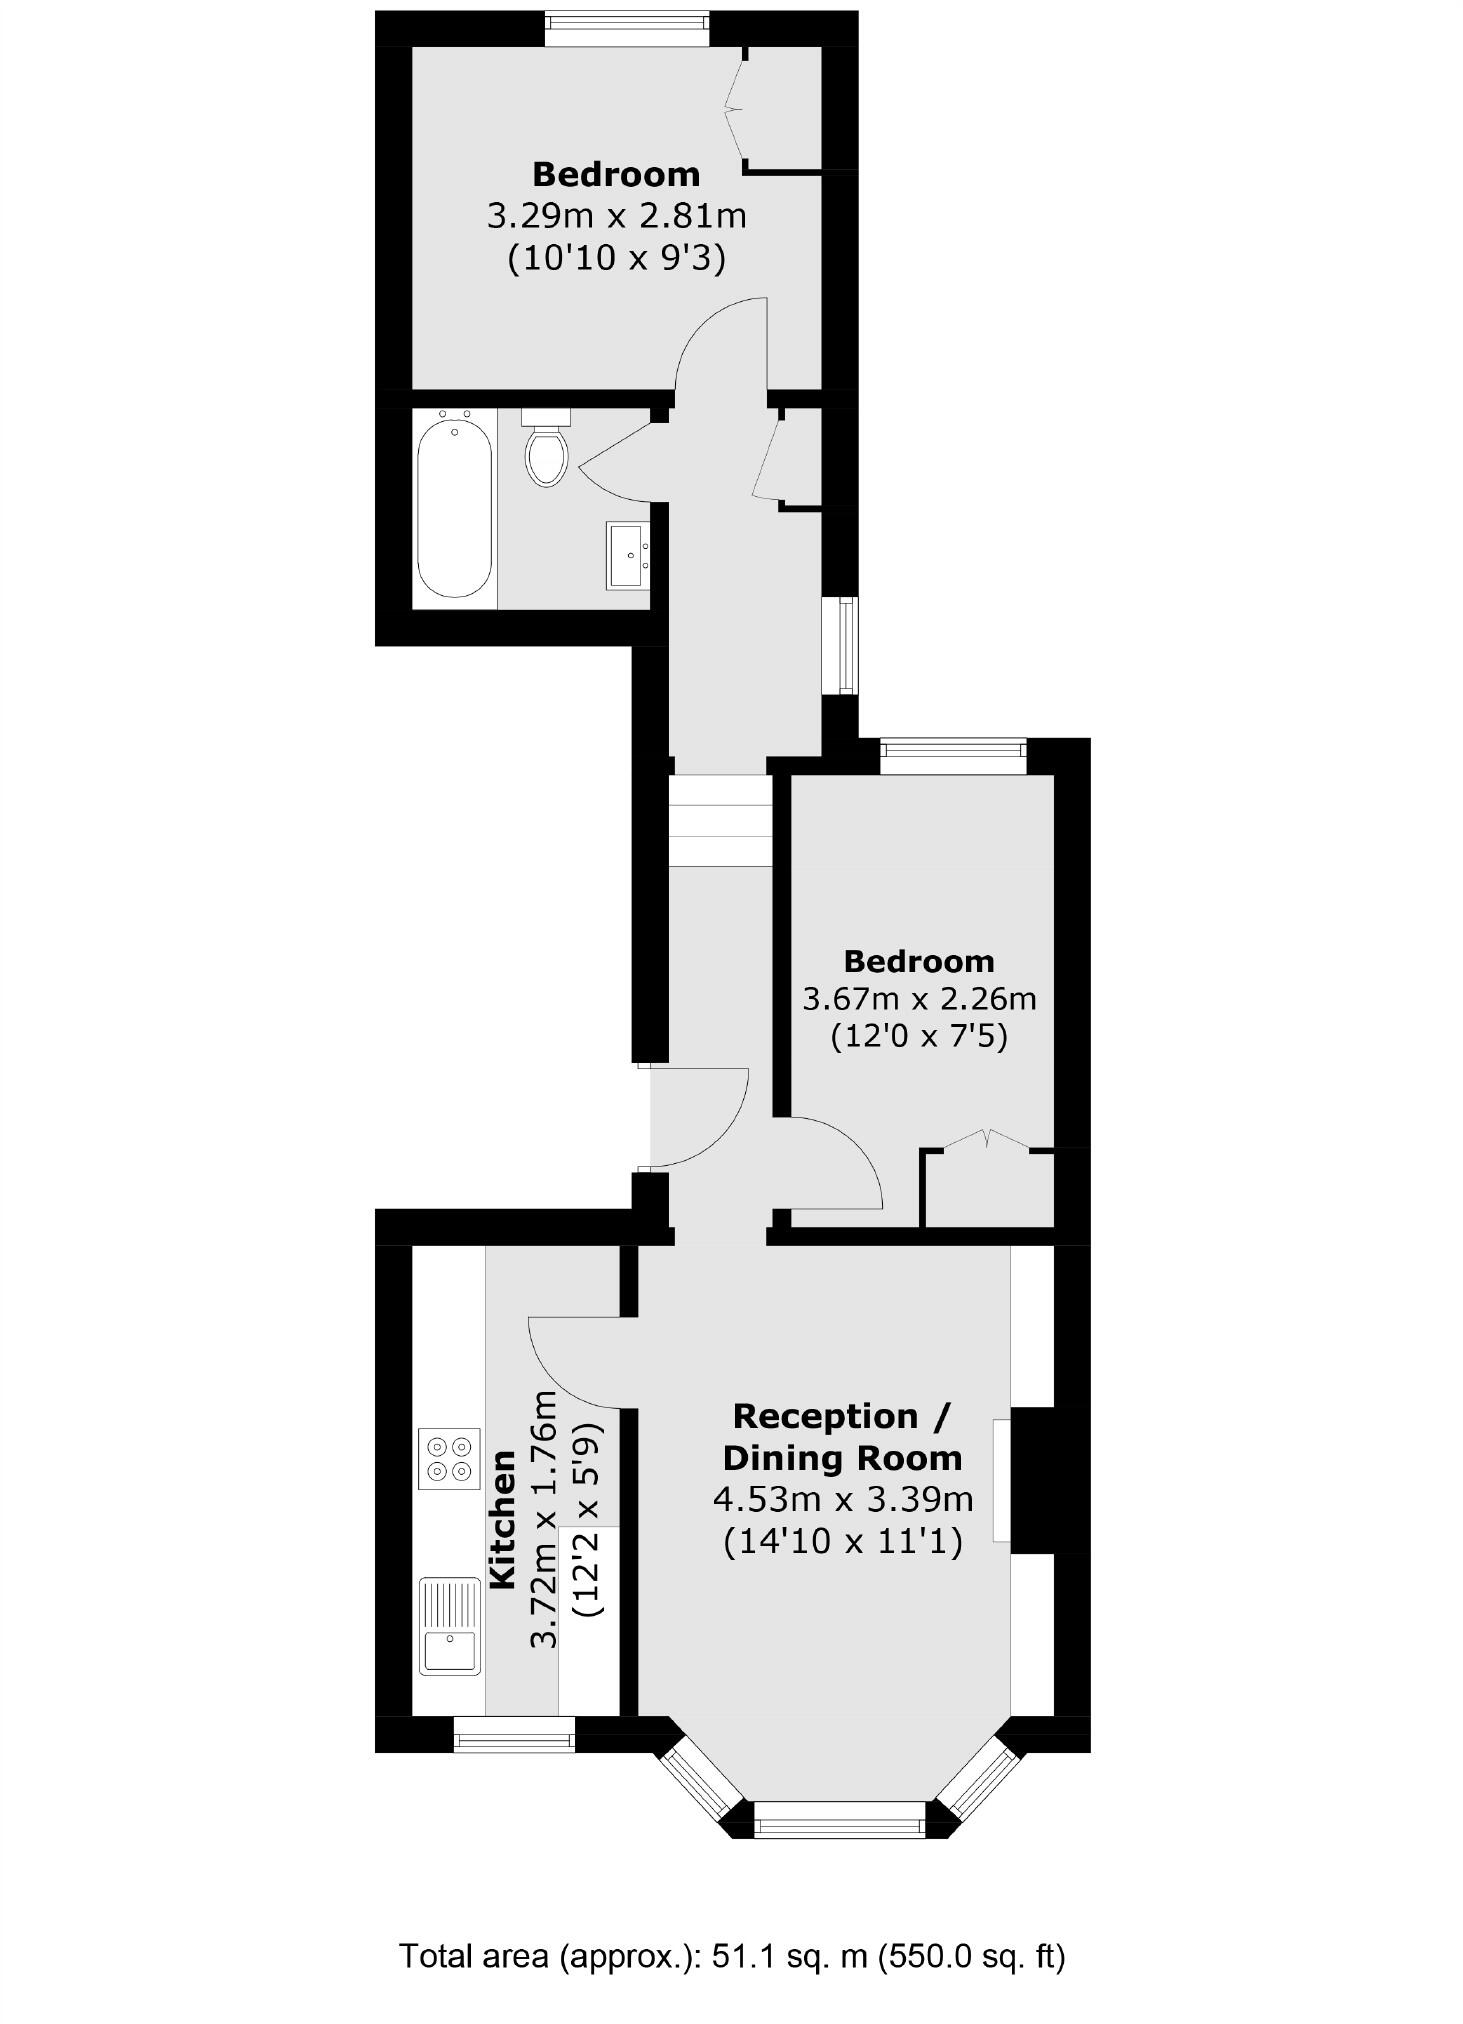 Bedroom
3.29m x 2.81m
(10'10 x 9'3)
Bedroom
3.67m x 2.26m
(12'0 x 7'5)
Kitchen
3.72m x 1.76m
(12'2 x 5'9)
Reception /
Dining Room
4.53m x 3.39m
(14'10 x 11'1)
Total area (approx.): 51.1 sq. m (550.0 sq. ft)